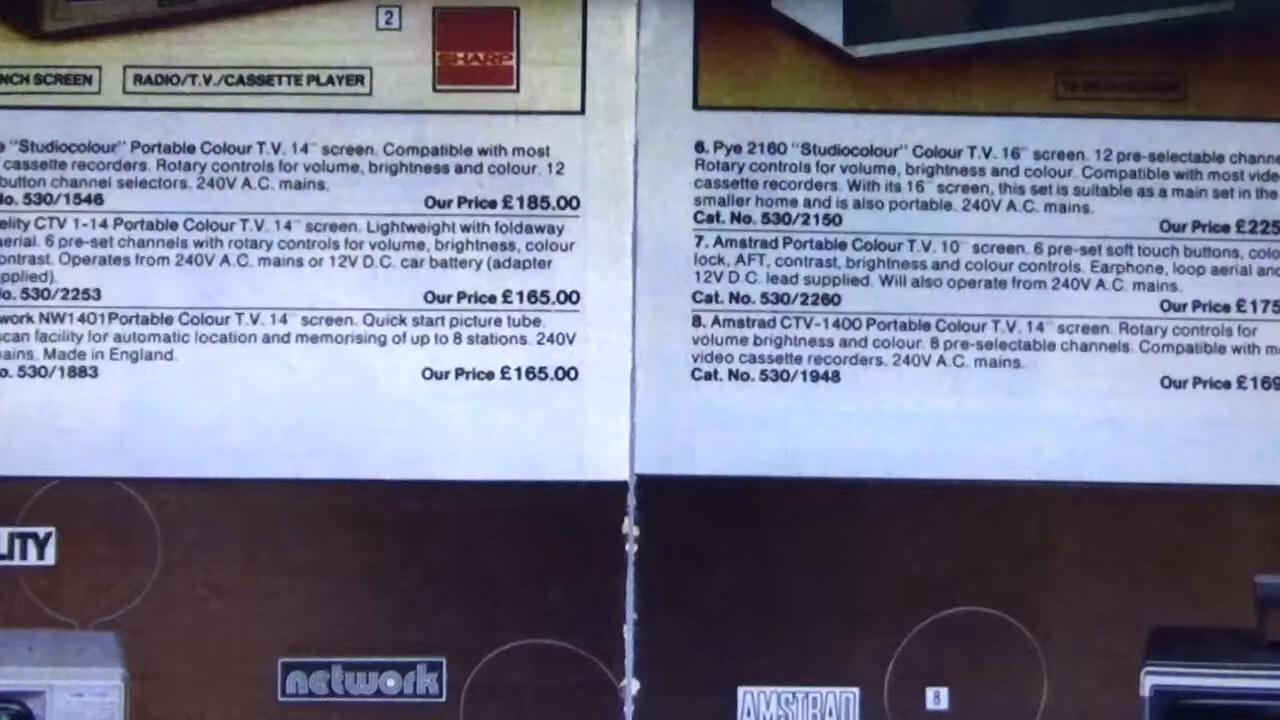 2
SHARP
NCH SCREEN
RADIO/T.V./CASSETTE PLAYER
"Studiocolour" Portable Colour T.V. 14" screen. Compatible with most
cassette recorders. Rotary controls for volume, brightness and colour. 12
button channel selectors. 240V A.C. mains.
No. 530/1546 Our Price £185.00
elity CTV 1-14 Portable Colour T.V. 14" screen. Lightweight with foldaway
aerial. 6 pre-set channels with rotary controls for volume, brightness, colour
ontrast. Operates from 240V A.C. mains or 12V D.C. car battery (adapter
pplied).
No. 530/2253 Our Price £165.00
work NW1401 Portable Colour T.V. 14" screen. Quick start picture tube.
scan facility for automatic location and memorising of up to 8 stations. 240V
ains. Made in England.
o. 530/1883 Our Price £165.00
LITY
network
6. Pye 2160 "Studiocolour" Colour T.V. 16" screen. 12 pre-selectable channe
Rotary controls for volume, brightness and colour. Compatible with most vide
cassette recorders. With its 16" screen, this set is suitable as a main set in the
smaller home and is also portable. 240V A.C. mains.
Cat. No. 530/2150 Our Price £225
7. Amstrad Portable Colour T.V. 10" screen. 6 pre-set soft touch buttons, colo
lock, AFT, contrast, brightness and colour controls. Earphone, loop aerial and
12V D.C. lead supplied. Will also operate from 240V A.C. mains.
Cat. No. 530/2260 Our Price £175
8. Amstrad CTV-1400 Portable Colour T.V. 14" screen. Rotary controls for
volume brightness and colour. 8 pre-selectable channels. Compatible with m
video cassette recorders. 240V A.C. mains.
Cat. No. 530/1948 Our Price £169
AMSTRAD
8